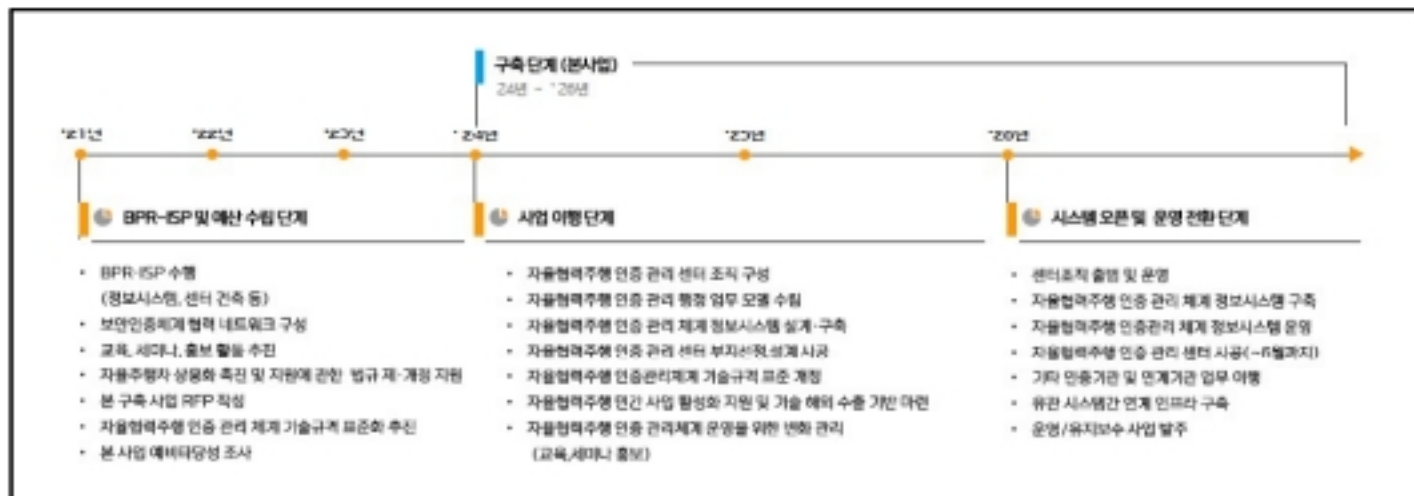 구축 단계 (본사업)
24년 ~ '26년
'21년 '22년 '23년 '24년 '25년 '26년
BPR-ISP 및 예산 수립 단계
• BPR-ISP 수행
(정보시스템, 센터 건축 등)
• 보안인증체계 협력 네트워크 구성
• 교육, 세미나, 홍보 활동 추진
• 자율주행차 상용화 촉진 및 지원에 관한 법규 제·개정 지원
• 본 구축 사업 RFP 작성
• 자율협력주행 인증 관리 체계 기술규격 표준화 추진
• 본 사업 예비타당성 조사
사업 이행 단계
• 자율협력주행 인증 관리 센터 조직 구성
• 자율협력주행 인증 관리 행정 업무 모델 수립
• 자율협력주행 인증 관리 체계 정보시스템 설계·구축
• 자율협력주행 인증 관리 센터 부지선정,설계 시공
• 자율협력주행 인증관리체계 기술규격 표준 개정
• 자율협력주행 민간 사업 활성화 지원 및 기술 해외 수출 기반 마련
• 자율협력주행 인증 관리체계 운영을 위한 변화 관리
(교육,세미나 홍보)
시스템 오픈 및 운영 전환 단계
• 센터조직 출범 및 운영
• 자율협력주행 인증 관리 체계 정보시스템 구축
• 자율협력주행 인증관리 체계 정보시스템 운영
• 자율협력주행 인증 관리 센터 시공(~6월까지)
• 기타 인증기관 및 연계기관 업무 이행
• 유관 시스템간 연계 인프라 구축
• 운영/유지보수 사업 발주